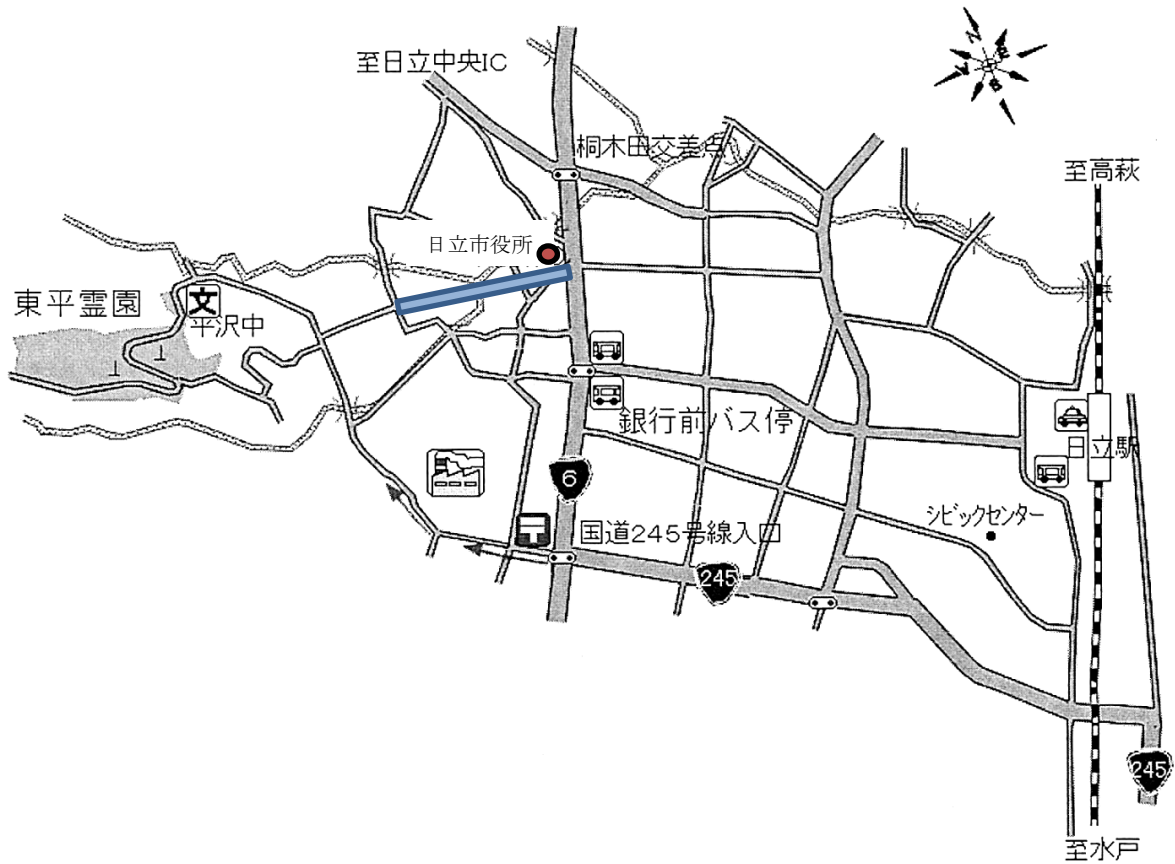 至日立中央IC
桐木田交差点
至高萩
日立市役所
東平霊園
文
平沢中
銀行前バス停
日立駅
6
シビックセンター
国道245号線入口
245
245
至水戸